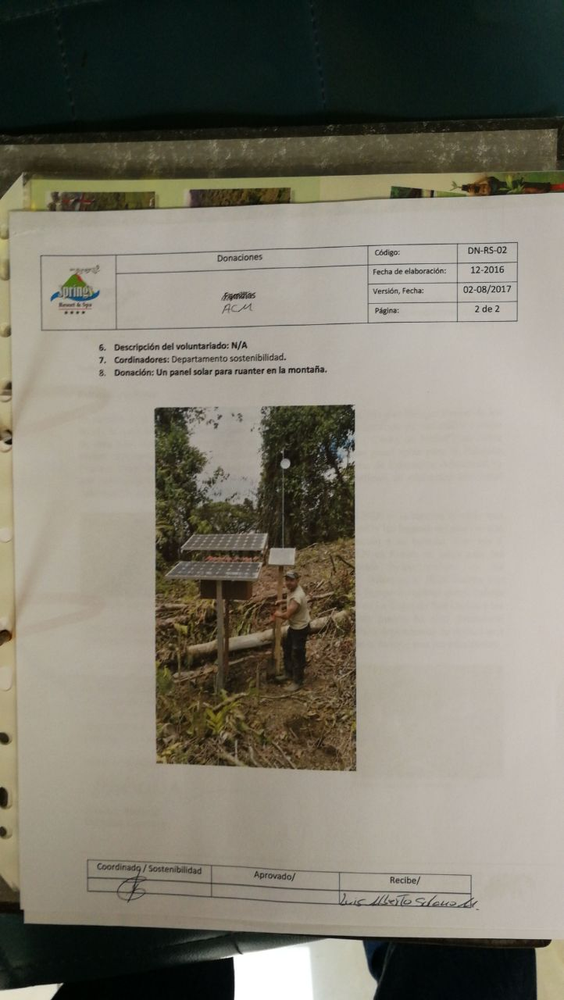 Springs
Resort & Spa
Donaciones
Familias
ACM
Código:
DN-RS-02
Fecha de elaboración:
12-2016
Versión, Fecha:
02-08/2017
Página:
2 de 2
6. Descripción del voluntariado: N/A
7. Cordinadores: Departamento sostenibilidad.
8. Donación: Un panel solar para ruanter en la montaña.
Coordinado / Sostenibilidad
Aprovado/
Recibe/
Luis Alberto Solano M.